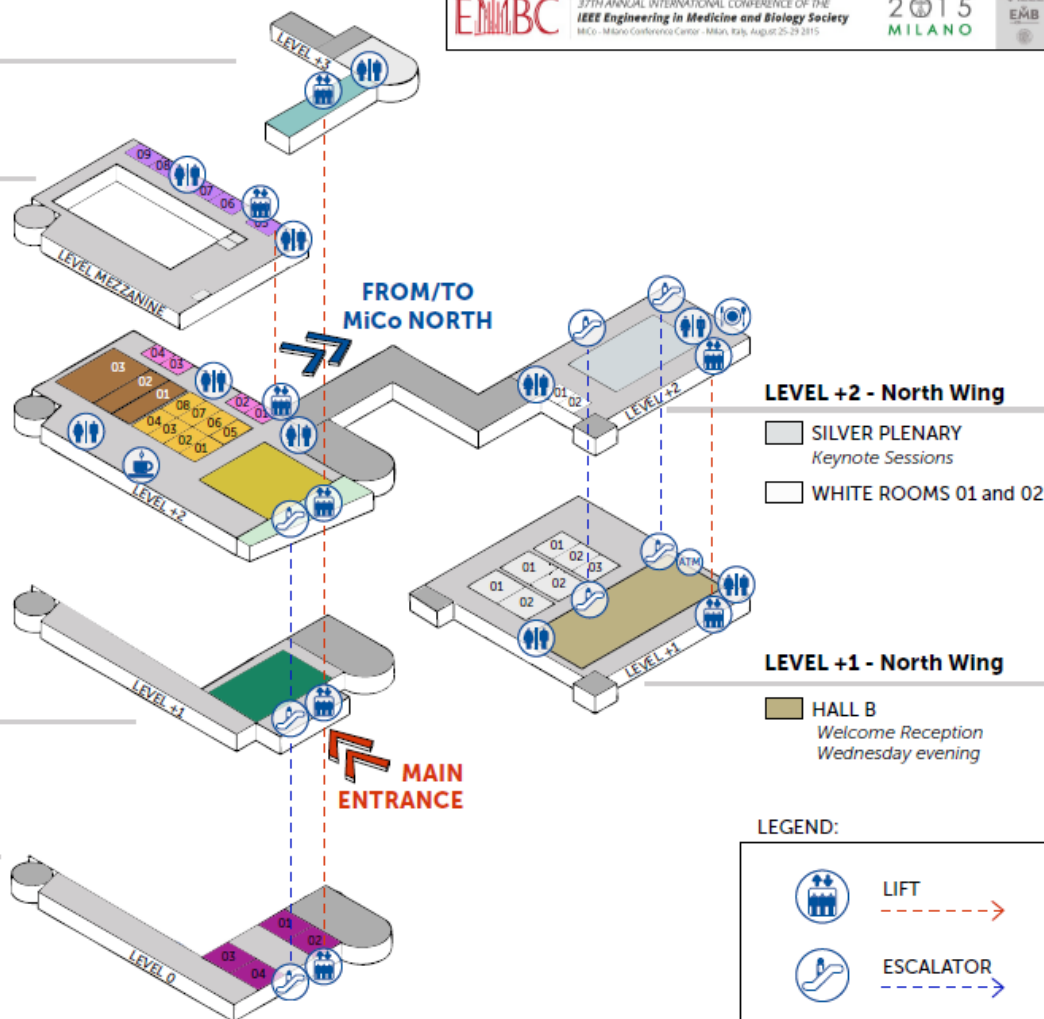 EMBC
37TH ANNUAL INTERNATIONAL CONFERENCE OF THE
IEEE Engineering in Medicine and Biology Society
MiCo - Milano Conference Center - Milan, Italy, August 25-29 2015
2015
MILANO
EMB
LEVEL +3
09
08
07
06
05
LEVEL MEZZANINE
FROM/TO
MiCo NORTH
04
03
03
02
01
02
01
08
07
06
05
04
03
02
01
LEVEL +2
01
02
LEVEL +2
LEVEL +2 - North Wing
SILVER PLENARY
Keynote Sessions
WHITE ROOMS 01 and 02
01
02
03
01
02
01
02
ATM
LEVEL +1
LEVEL +1 - North Wing
HALL B
Welcome Reception
Wednesday evening
LEVEL +1
MAIN
ENTRANCE
01
02
03
04
LEVEL 0
LEGEND:
LIFT
ESCALATOR